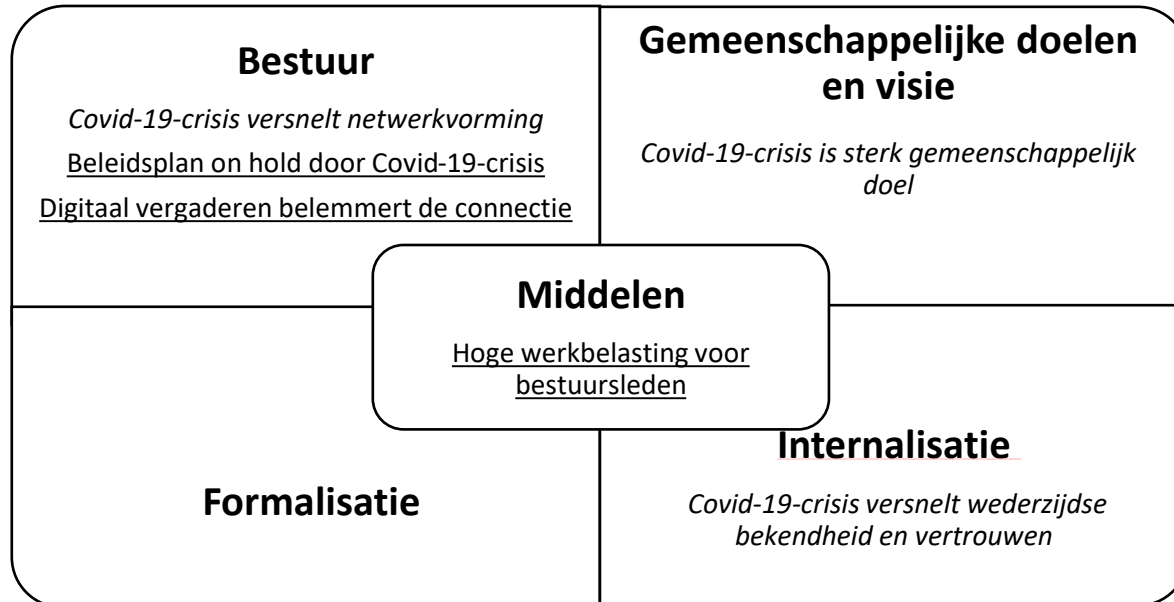 Bestuur
Covid-19-crisis versnelt netwerkvorming
Beleidsplan on hold door Covid-19-crisis
Digitaal vergaderen belemmert de connectie
Gemeenschappelijke doelen
en visie
Covid-19-crisis is sterk gemeenschappelijk
doel
Middelen
Hoge werkbelasting voor
bestuursleden
Formalisatie
Internalisatie
Covid-19-crisis versnelt wederzijdse
bekendheid en vertrouwen